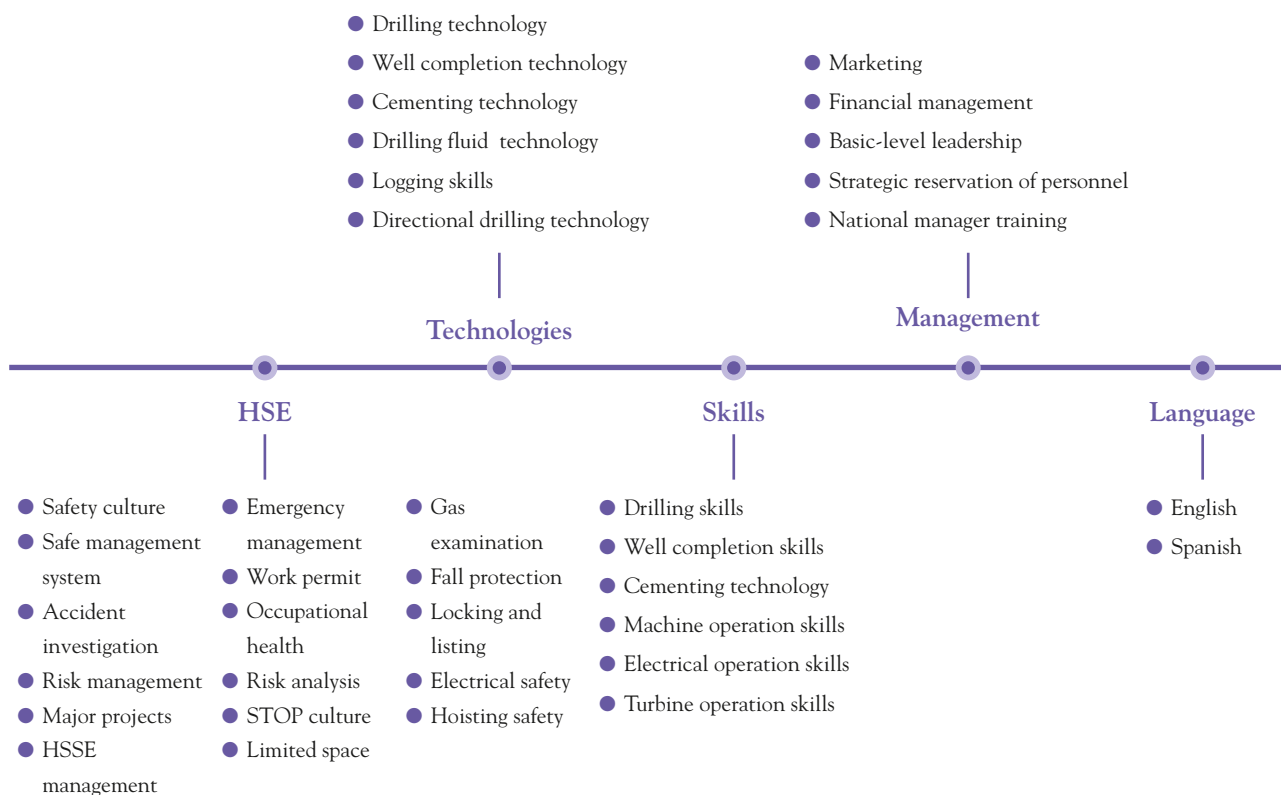 Drilling technology
Well completion technology
Cementing technology
Drilling fluid technology
Logging skills
Directional drilling technology
Technologies
Marketing
Financial management
Basic-level leadership
Strategic reservation of personnel
National manager training
Management
HSE
Safety culture
Safe management
system
Accident
investigation
Risk management
Major projects
HSSE
management
Emergency
management
Work permit
Occupational
health
Risk analysis
STOP culture
Limited space
Gas
examination
Fall protection
Locking and
listing
Electrical safety
Hoisting safety
Skills
Drilling skills
Well completion skills
Cementing technology
Machine operation skills
Electrical operation skills
Turbine operation skills
Language
English
Spanish